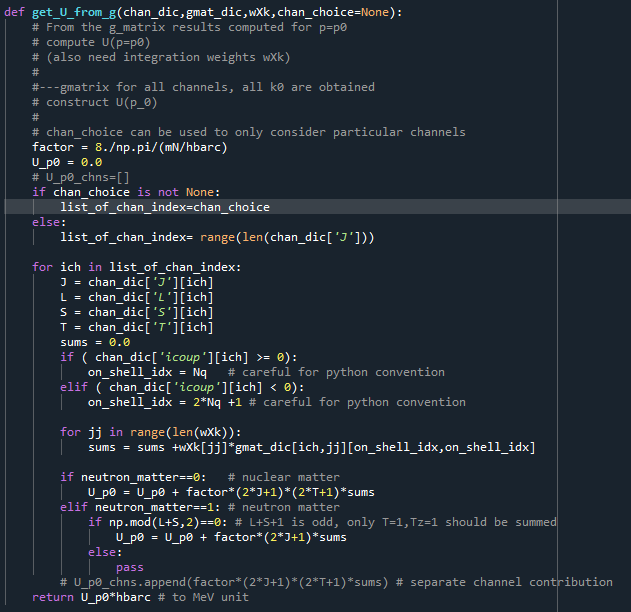 def get_U_from_g(chan_dic,gmat_dic,wXk,chan_choice=None):
    # From the g_matrix results computed for p=p0
    # compute U(p=p0)
    # (also need integration weights wXk)
    #
    #---gmatrix for all channels, all k0 are obtained
    # construct U(p_0)
    #
    # chan_choice can be used to only consider particular channels
    factor = 8./np.pi/(mN/hbarc)
    U_p0 = 0.0
    # U_p0_chns=[]
    if chan_choice is not None:
        list_of_chan_index=chan_choice
    else:
        list_of_chan_index= range(len(chan_dic['J']))

    for ich in list_of_chan_index:
        J = chan_dic['J'][ich]
        L = chan_dic['L'][ich]
        S = chan_dic['S'][ich]
        T = chan_dic['T'][ich]
        sums = 0.0
        if ( chan_dic['icoup'][ich] >= 0):
            on_shell_idx = Nq   # careful for python convention
        elif ( chan_dic['icoup'][ich] < 0):
            on_shell_idx = 2*Nq +1 # careful for python convention

        for jj in range(len(wXk)):
            sums = sums +wXk[jj]*gmat_dic[ich,jj][on_shell_idx,on_shell_idx]

        if neutron_matter==0:   # nuclear matter
            U_p0 = U_p0 + factor*(2*J+1)*(2*T+1)*sums
        elif neutron_matter==1: # neutron matter
            if np.mod(L+S,2)==0: # L+S+1 is odd, only T=1,Tz=1 should be summed
                U_p0 = U_p0 + factor*(2*J+1)*sums
            else:
                pass
        # U_p0_chns.append(factor*(2*J+1)*(2*T+1)*sums) # separate channel contribution
    return U_p0*hbarc # to MeV unit